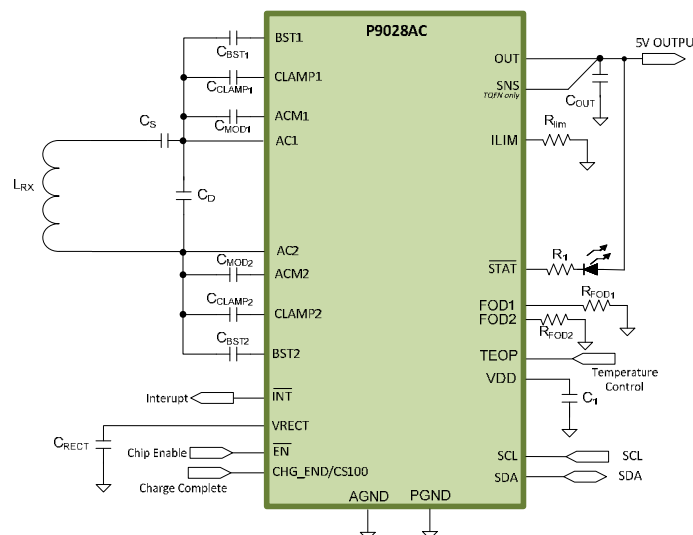 P9028AC
BST1
CBST1
CLAMP1
CCLAMP1
ACM1
CMOD1
CS
AC1
LRX
CD
AC2
CMOD2
ACM2
CCLAMP2
CLAMP2
CBST2
BST2
Interupt
INT
VRECT
CRECT
Chip Enable
EN
CHG_END/CS100
Charge Complete
AGND
PGND
OUT
5V OUTPUT
SNS
TQFN only
COUT
ILIM
Rlim
STAT
R1
FOD1
RFOD1
FOD2
RFOD2
TEOP
Temperature
Control
VDD
C1
SCL
SCL
SDA
SDA